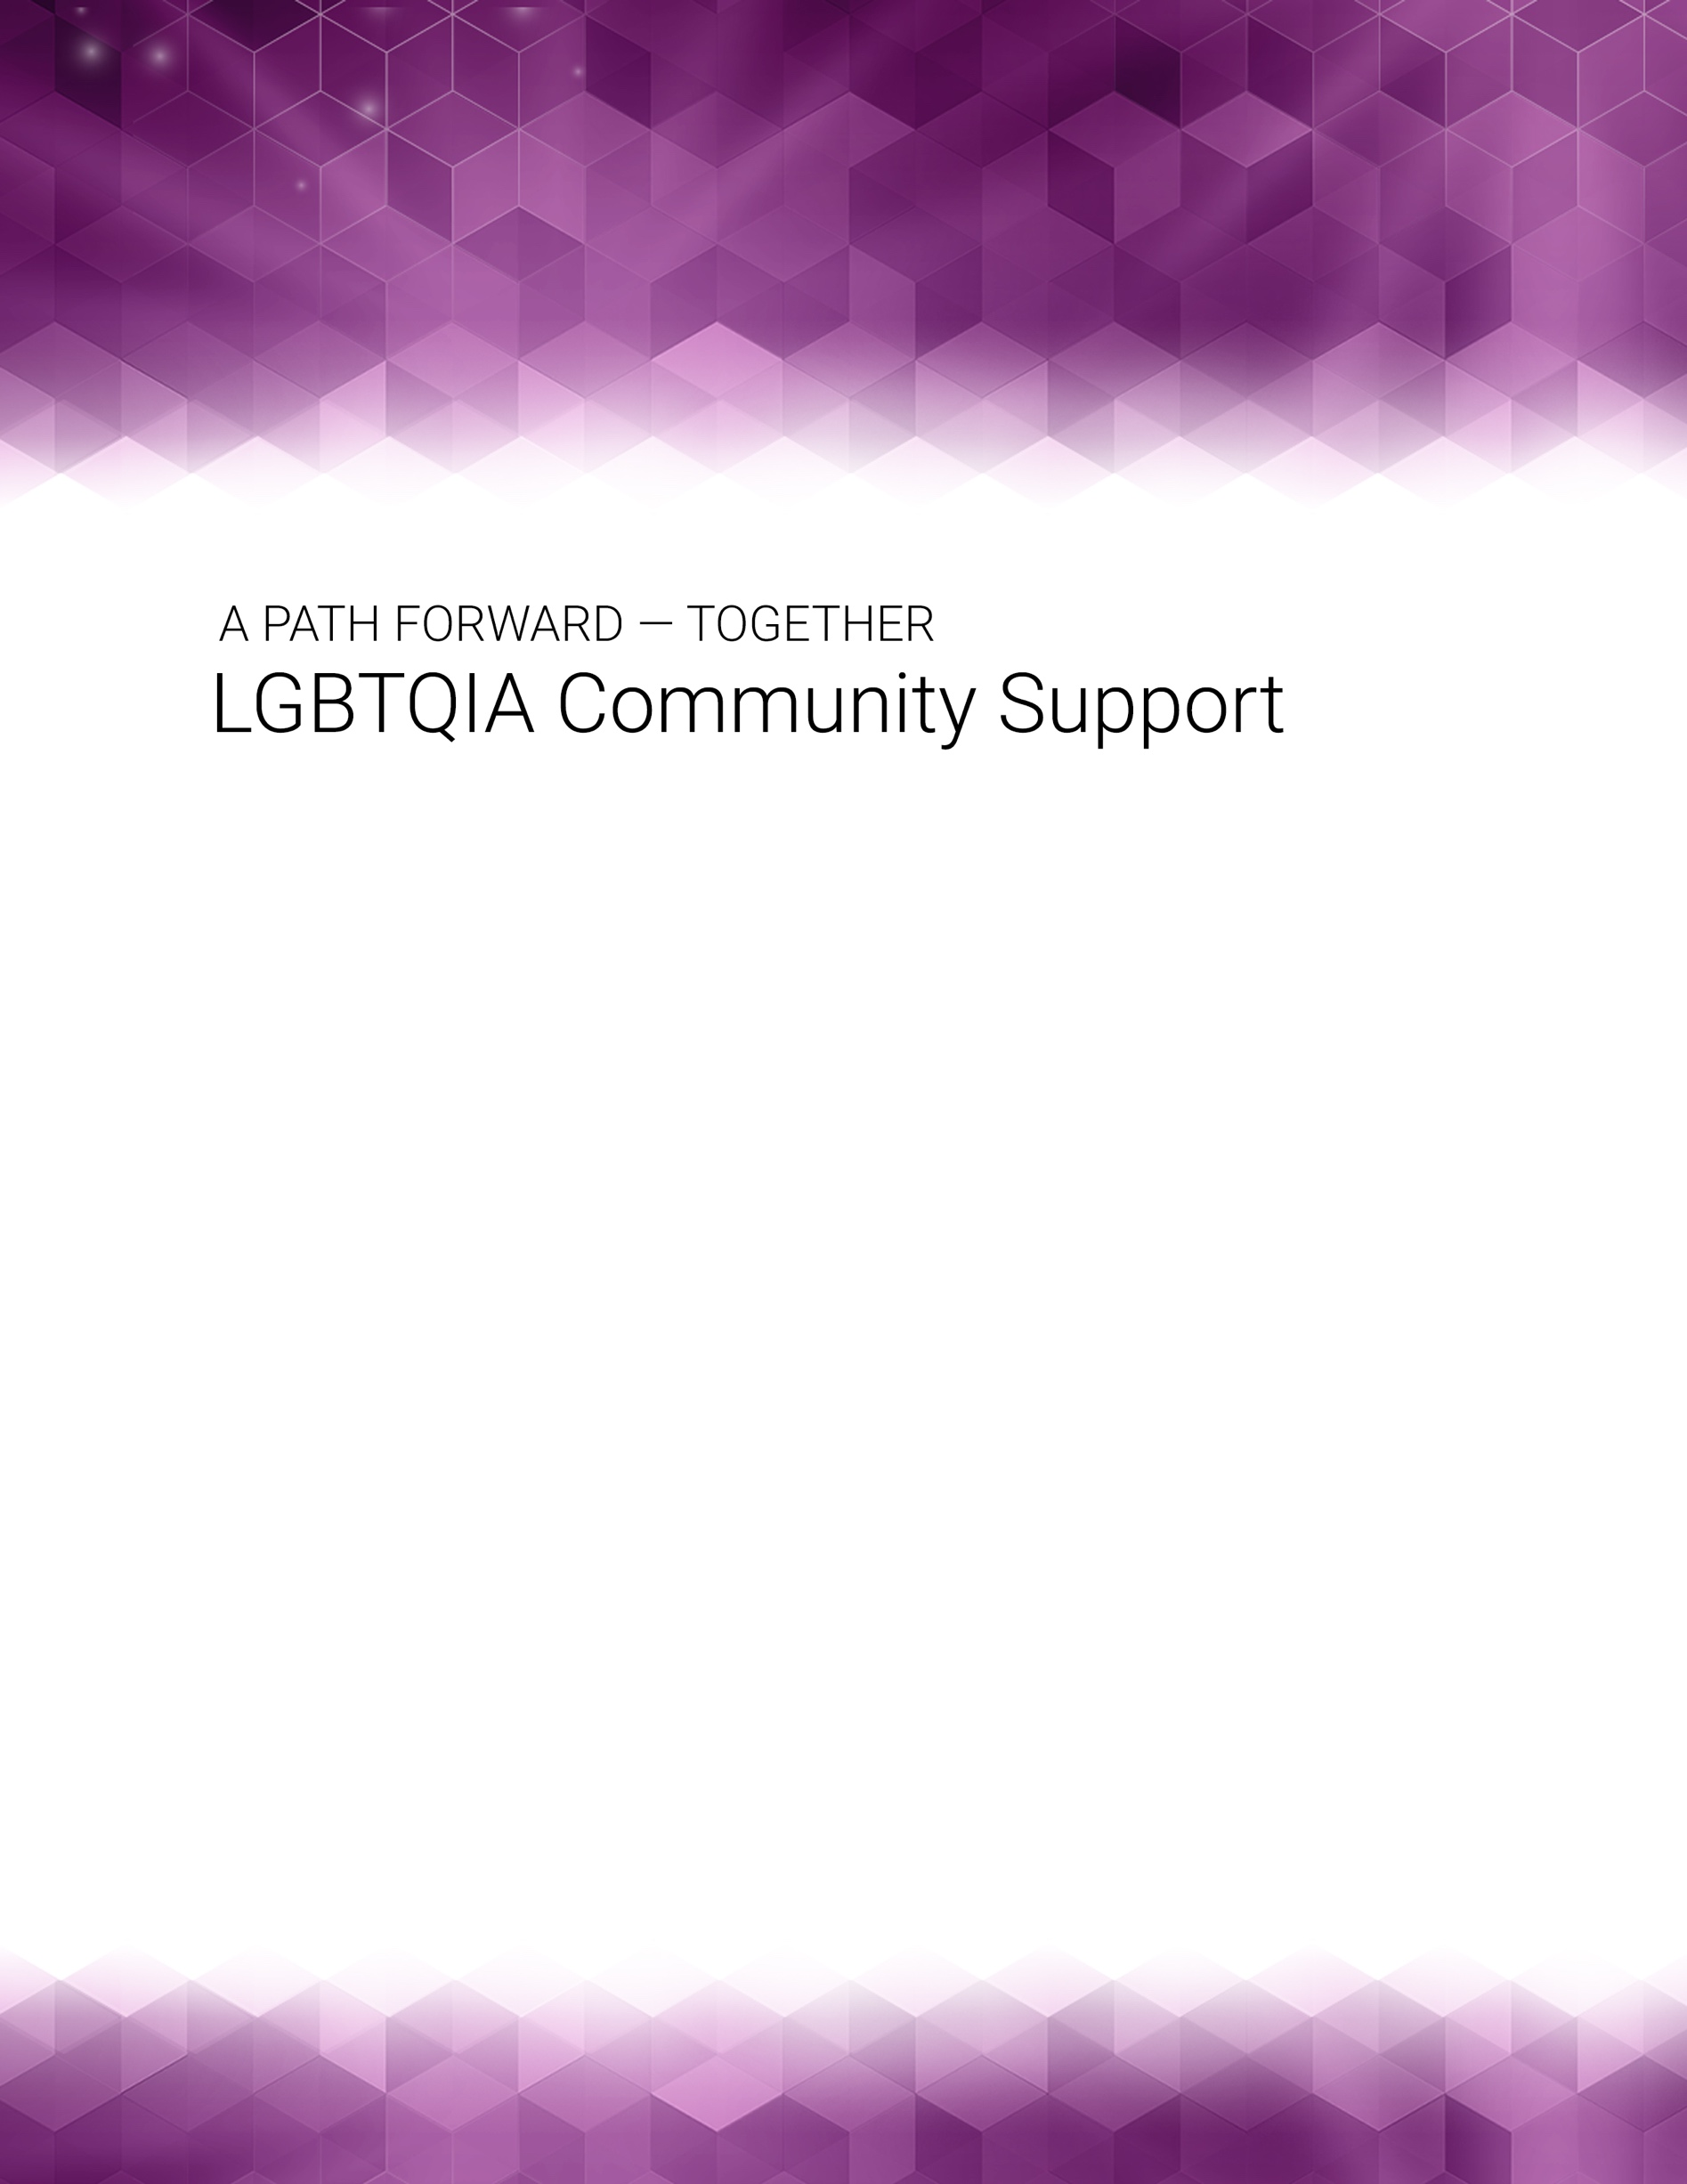 A PATH FORWARD — TOGETHER
LGBTQIA Community Support